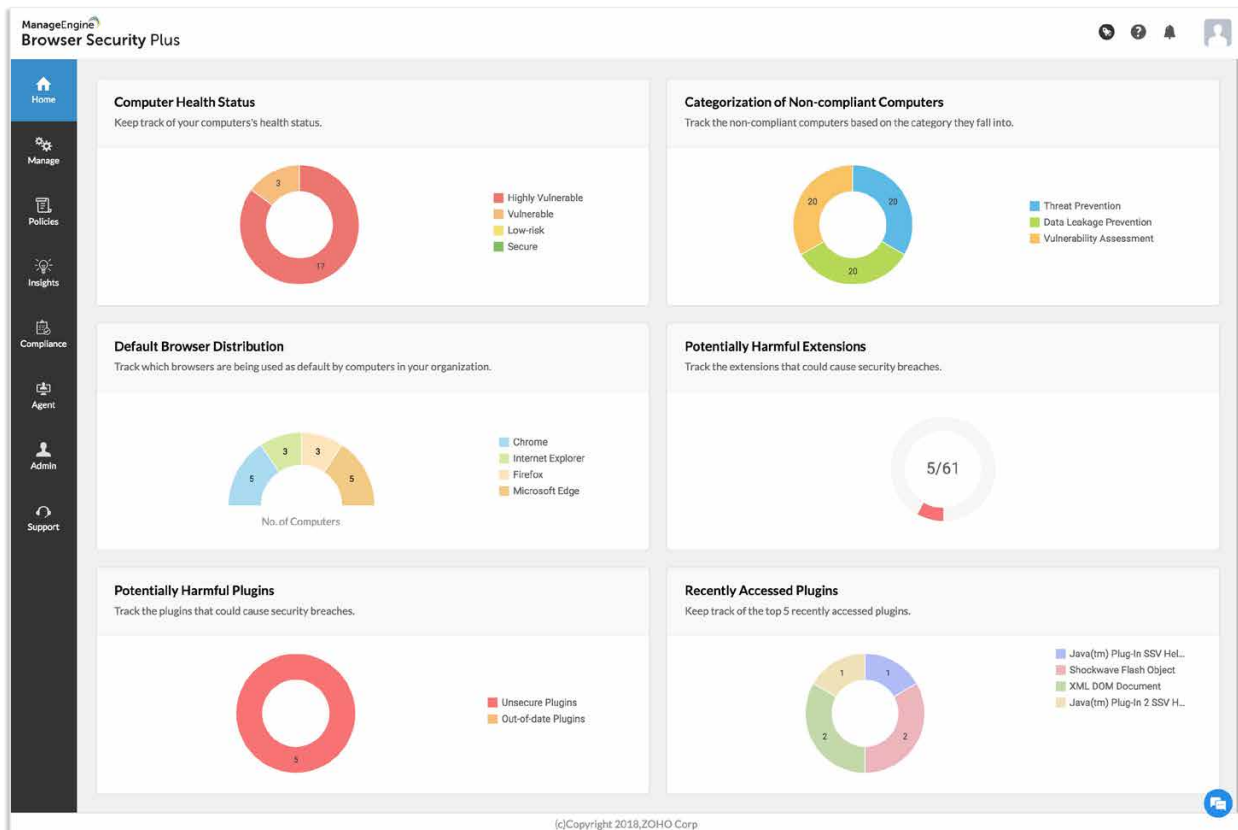 ManageEngine
Browser Security Plus
Home
Manage
Policies
Insights
Compliance
Agent
Admin
Support
Computer Health Status
Keep track of your computers's health status.
3
17
Highly Vulnerable
Vulnerable
Low-risk
Secure
Categorization of Non-compliant Computers
Track the non-compliant computers based on the category they fall into.
20
20
20
Threat Prevention
Data Leakage Prevention
Vulnerability Assessment
Default Browser Distribution
Track which browsers are being used as default by computers in your organization.
5
3
3
5
No. of Computers
Chrome
Internet Explorer
Firefox
Microsoft Edge
Potentially Harmful Extensions
Track the extensions that could cause security breaches.
5/61
Potentially Harmful Plugins
Track the plugins that could cause security breaches.
5
Unsecure Plugins
Out-of-date Plugins
Recently Accessed Plugins
Keep track of the top 5 recently accessed plugins.
1
1
2
2
Java(tm) Plug-In SSV Hel...
Shockwave Flash Object
XML DOM Document
Java(tm) Plug-In 2 SSV H...
(c)Copyright 2018,ZOHO Corp